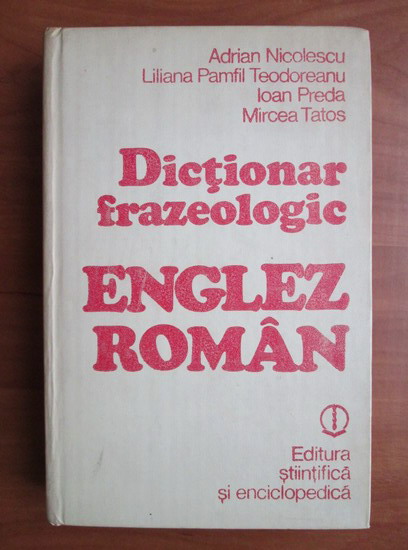 Adrian Nicolescu
Liliana Pamfil Teodoreanu
Ioan Preda
Mircea Tatos
Dicţionar
frazeologic
ENGLEZ
ROMÂN
Editura
ştiinţifică
şi enciclopedică